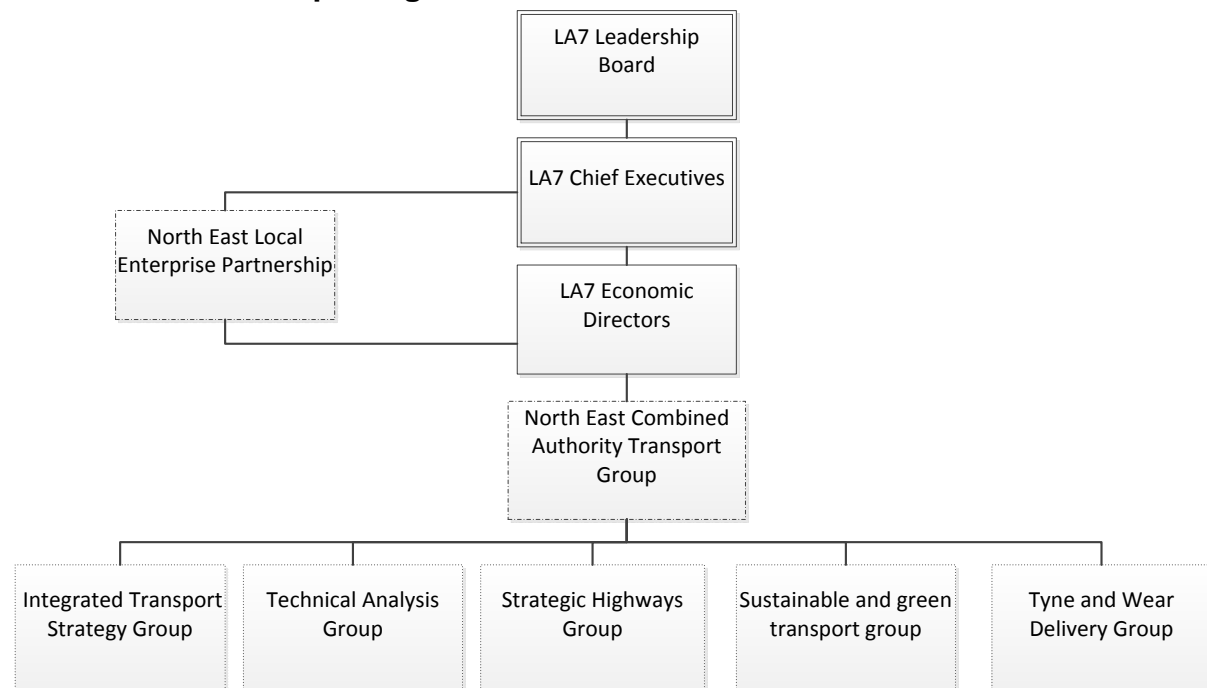 LA7 Leadership
Board
LA7 Chief Executives
North East Local
Enterprise Partnership
LA7 Economic
Directors
North East Combined
Authority Transport
Group
Integrated Transport
Strategy Group
Technical Analysis
Group
Strategic Highways
Group
Sustainable and green
transport group
Tyne and Wear
Delivery Group